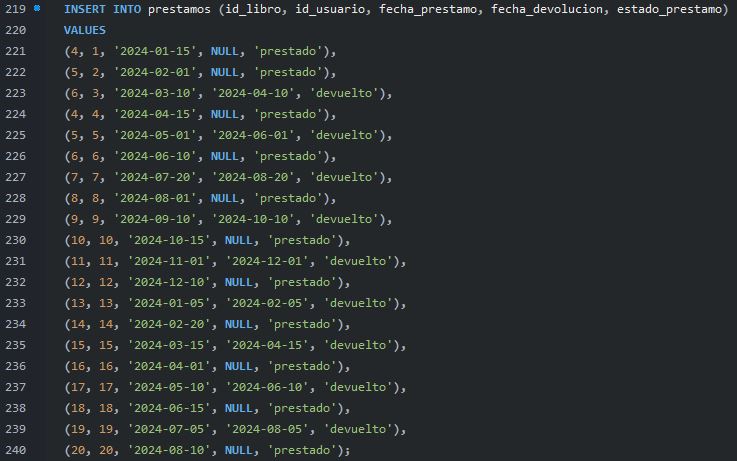 219 INSERT INTO prestamos (id_libro, id_usuario, fecha_prestamo, fecha_devolucion, estado_prestamo)
220 VALUES
221 (4, 1, '2024-01-15', NULL, 'prestado'),
222 (5, 2, '2024-02-01', NULL, 'prestado'),
223 (6, 3, '2024-03-10', '2024-04-10', 'devuelto'),
224 (4, 4, '2024-04-15', NULL, 'prestado'),
225 (5, 5, '2024-05-01', '2024-06-01', 'devuelto'),
226 (6, 6, '2024-06-10', NULL, 'prestado'),
227 (7, 7, '2024-07-20', '2024-08-20', 'devuelto'),
228 (8, 8, '2024-08-01', NULL, 'prestado'),
229 (9, 9, '2024-09-10', '2024-10-10', 'devuelto'),
230 (10, 10, '2024-10-15', NULL, 'prestado'),
231 (11, 11, '2024-11-01', '2024-12-01', 'devuelto'),
232 (12, 12, '2024-12-10', NULL, 'prestado'),
233 (13, 13, '2024-01-05', '2024-02-05', 'devuelto'),
234 (14, 14, '2024-02-20', NULL, 'prestado'),
235 (15, 15, '2024-03-15', '2024-04-15', 'devuelto'),
236 (16, 16, '2024-04-01', NULL, 'prestado'),
237 (17, 17, '2024-05-10', '2024-06-10', 'devuelto'),
238 (18, 18, '2024-06-15', NULL, 'prestado'),
239 (19, 19, '2024-07-05', '2024-08-05', 'devuelto'),
240 (20, 20, '2024-08-10', NULL, 'prestado');